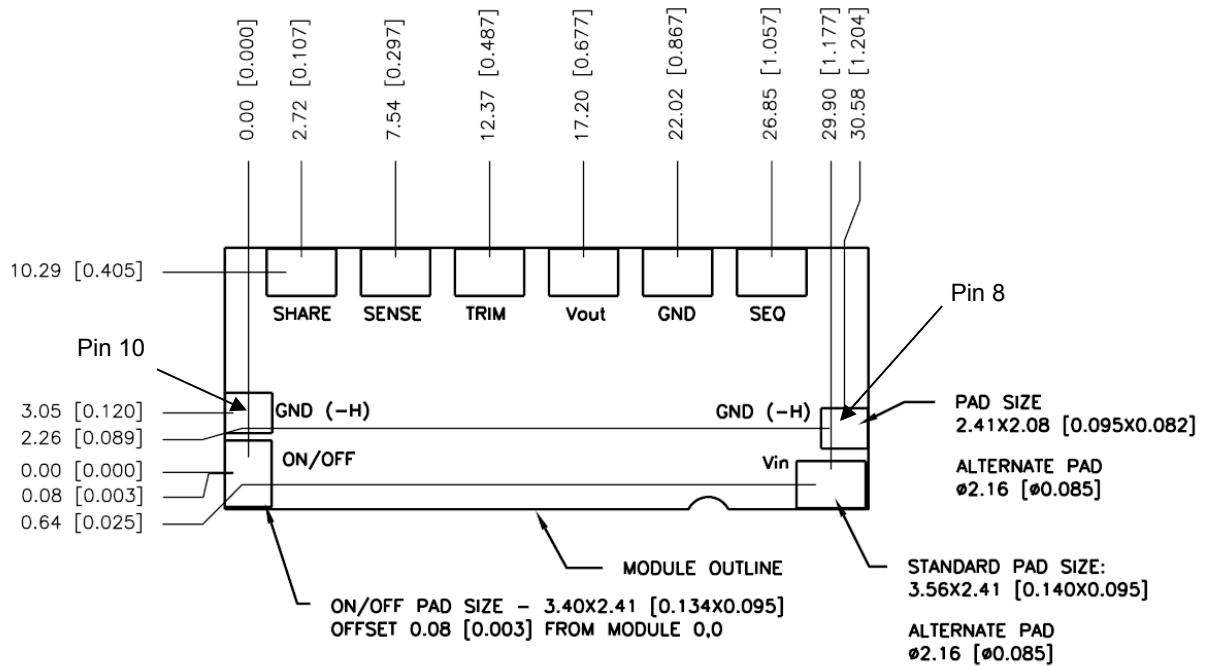 0.00 [0.000]
2.72 [0.107]
7.54 [0.297]
12.37 [0.487]
17.20 [0.677]
22.02 [0.867]
26.85 [1.057]
29.90 [1.177]
30.58 [1.204]
10.29 [0.405]
SHARE
SENSE
TRIM
Vout
GND
SEQ
Pin 8
Pin 10
3.05 [0.120]
GND (-H)
GND (-H)
2.26 [0.089]
0.00 [0.000]
ON/OFF
Vin
0.08 [0.003]
0.64 [0.025]
PAD SIZE
2.41X2.08 [0.095X0.082]
ALTERNATE PAD
ø2.16 [ø0.085]
MODULE OUTLINE
ON/OFF PAD SIZE - 3.40X2.41 [0.134X0.095]
OFFSET 0.08 [0.003] FROM MODULE 0,0
STANDARD PAD SIZE:
3.56X2.41 [0.140X0.095]
ALTERNATE PAD
ø2.16 [ø0.085]